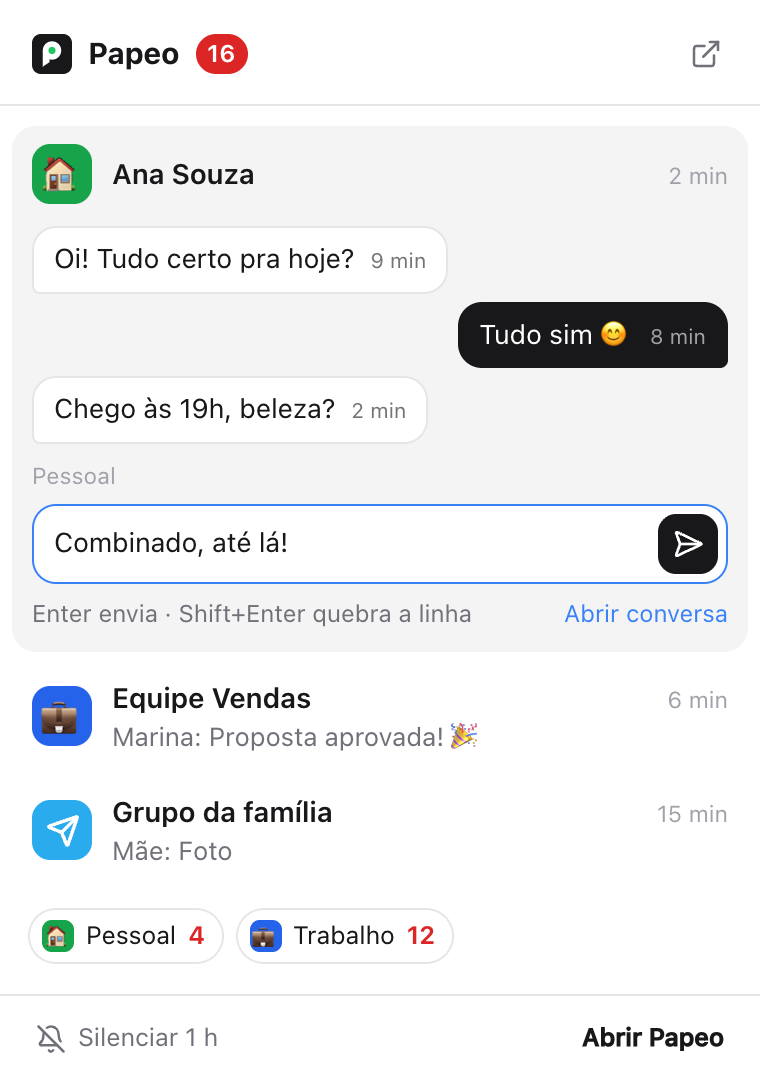 Papeo 16
Ana Souza 2 min
Oi! Tudo certo pra hoje? 9 min
Tudo sim 😊 8 min
Chego às 19h, beleza? 2 min
Pessoal
Combinado, até lá!
Enter envia · Shift+Enter quebra a linha Abrir conversa
Equipe Vendas 6 min
Marina: Proposta aprovada! 🎉
Grupo da família 15 min
Mãe: Foto
Pessoal 4 Trabalho 12
Silenciar 1 h Abrir Papeo